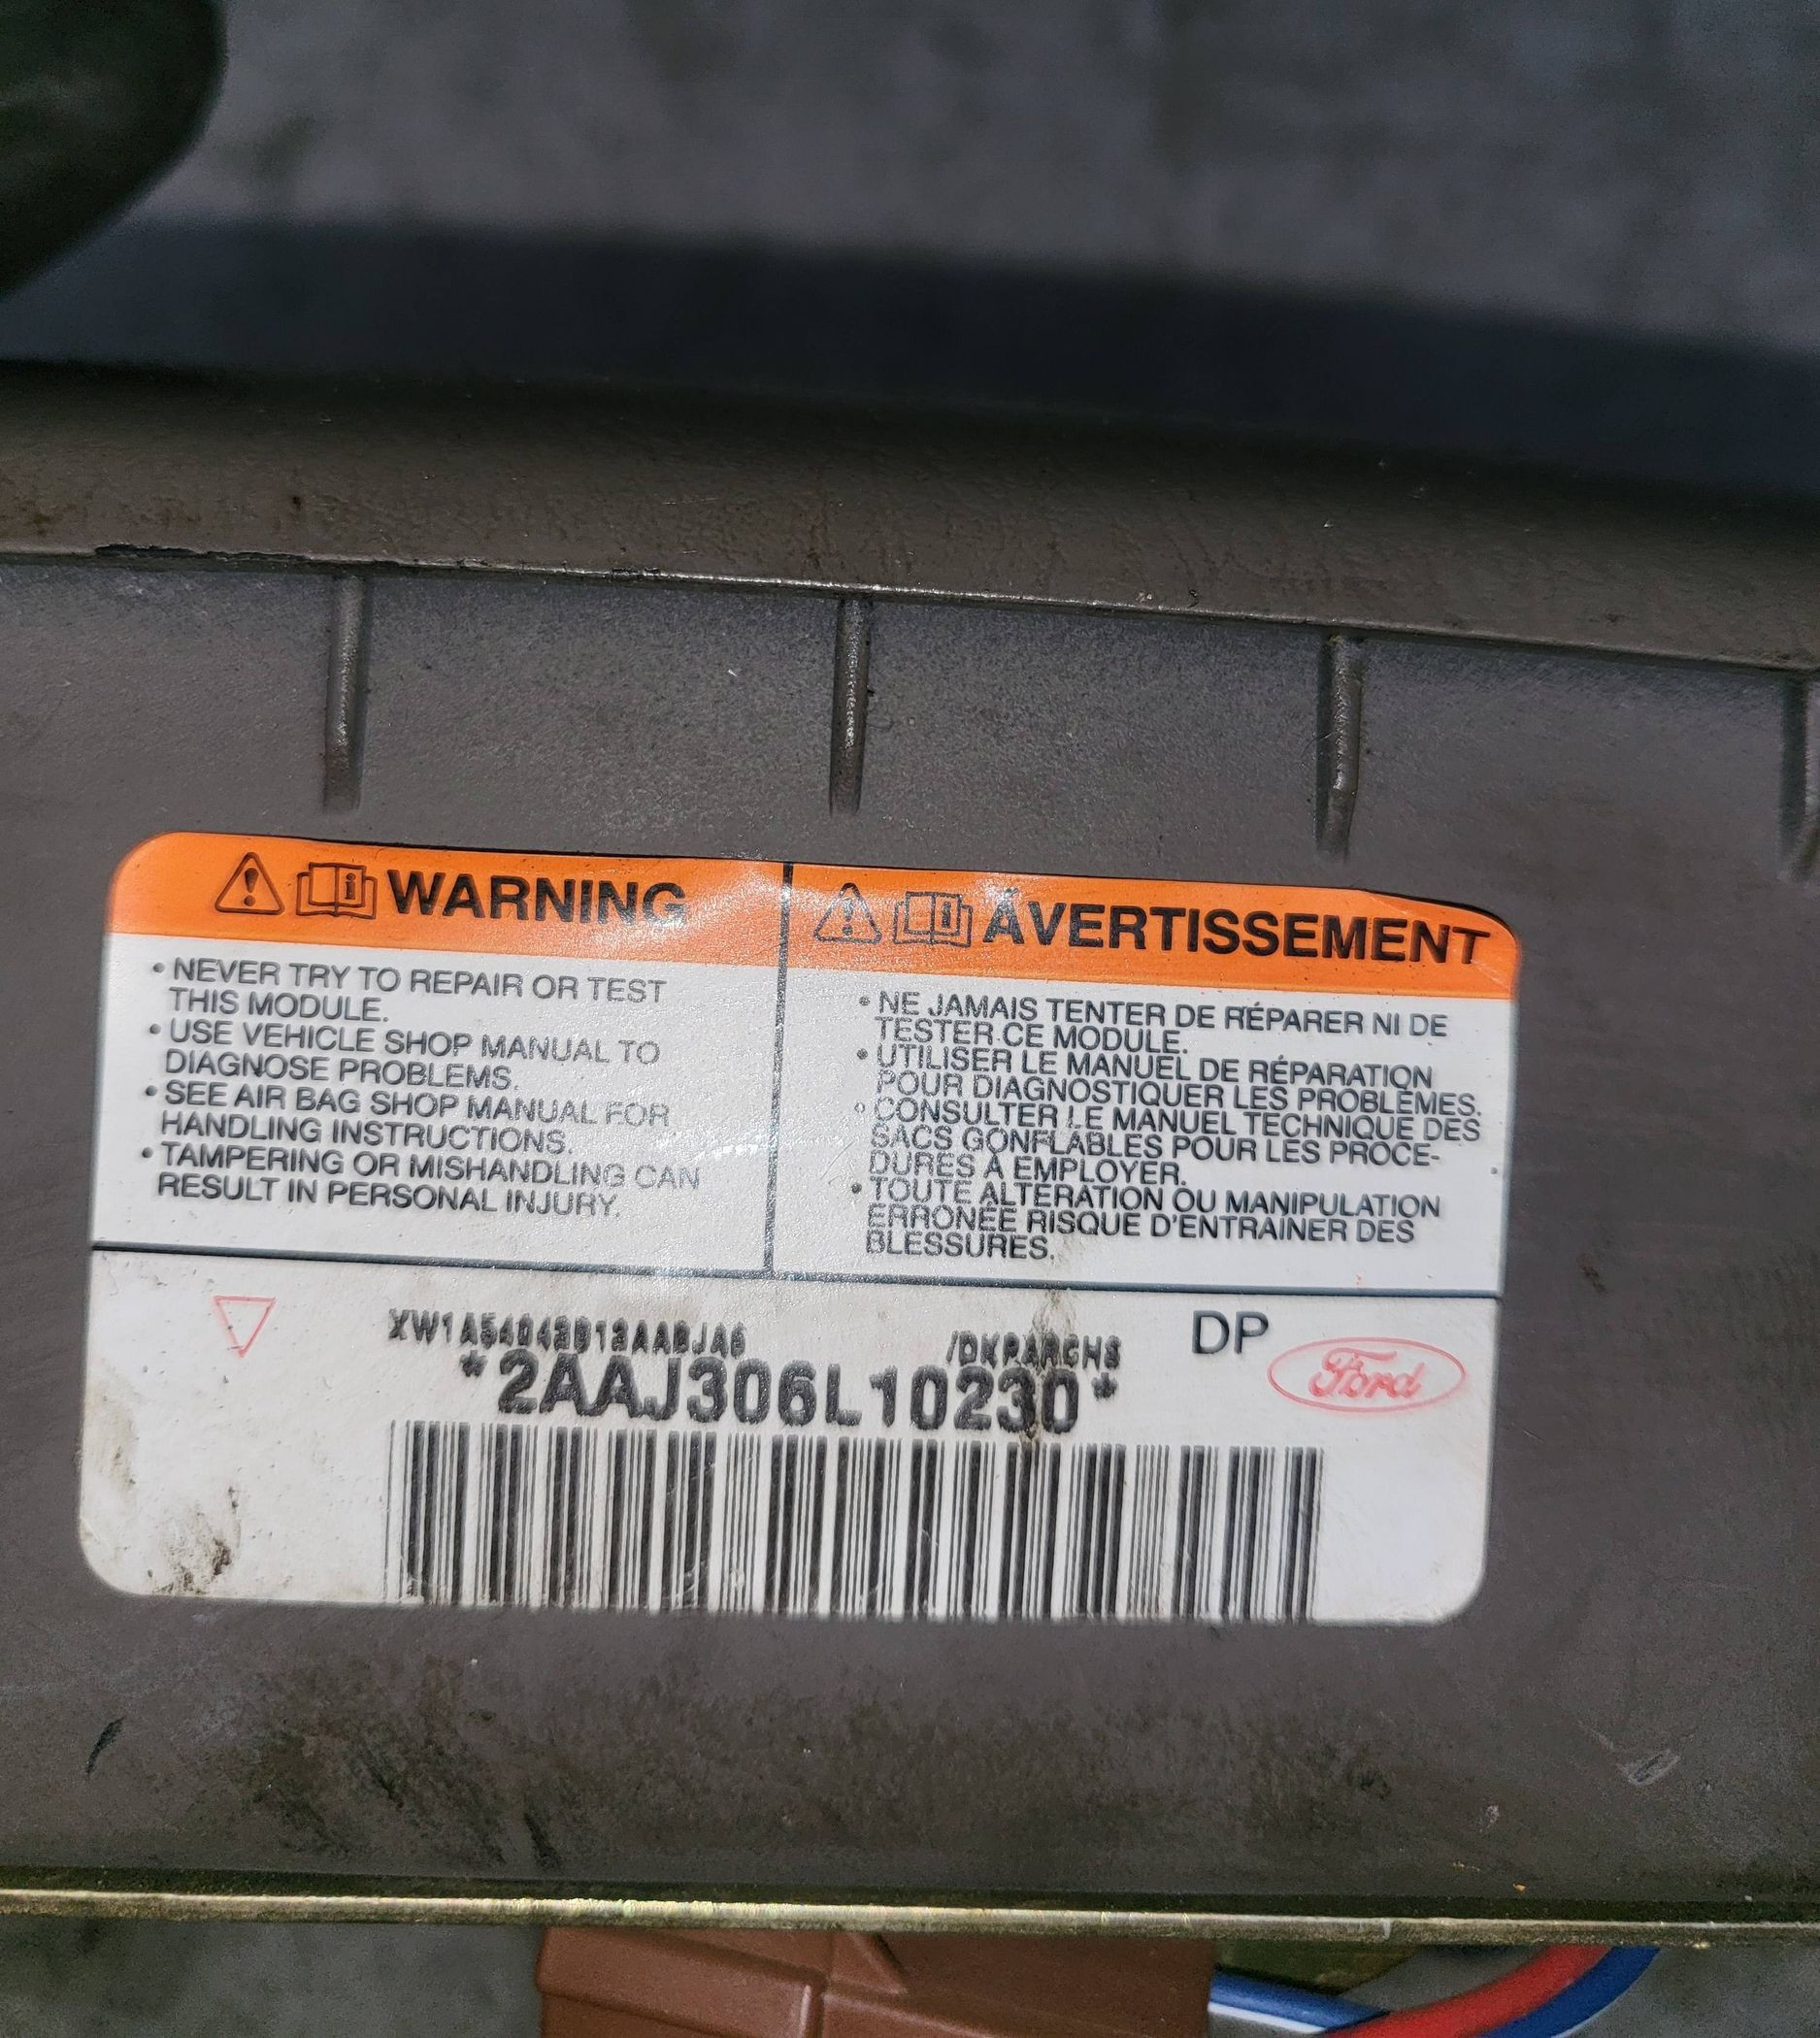 WARNING
• NEVER TRY TO REPAIR OR TEST
THIS MODULE.
• USE VEHICLE SHOP MANUAL TO
DIAGNOSE PROBLEMS.
• SEE AIR BAG SHOP MANUAL FOR
HANDLING INSTRUCTIONS.
• TAMPERING OR MISHANDLING CAN
RESULT IN PERSONAL INJURY.
AVERTISSEMENT
• NE JAMAIS TENTER DE RÉPARER NI DE
TESTER CE MODULE.
• UTILISER LE MANUEL DE RÉPARATION
POUR DIAGNOSTIQUER LES PROBLÈMES.
• CONSULTER LE MANUEL TECHNIQUE DES
SACS GONFLABLES POUR LES PROCE-
DURES À EMPLOYER.
• TOUTE ALTÉRATION OU MANIPULATION
ERRONÉE RISQUE D'ENTRAINER DES
BLESSURES.
DP
Ford
*2AAJ306L10230*